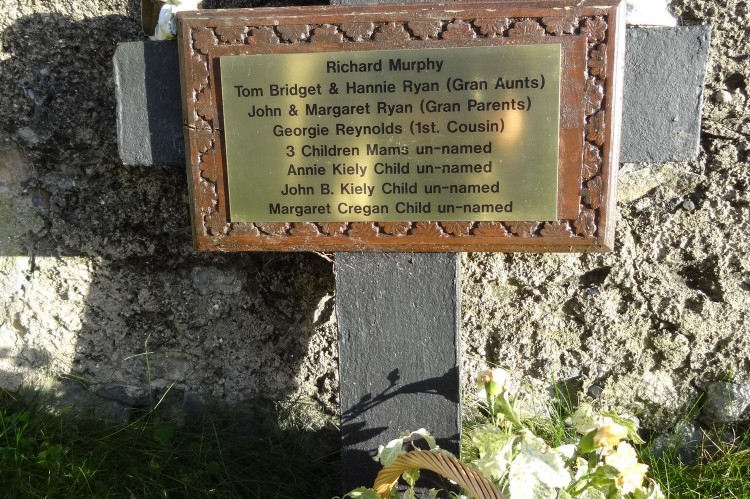 Richard Murphy
Tom Bridget & Hannie Ryan (Gran Aunts)
John & Margaret Ryan (Gran Parents)
Georgie Reynolds (1st. Cousin)
3 Children Mams un-named
Annie Kiely Child un-named
John B. Kiely Child un-named
Margaret Cregan Child un-named